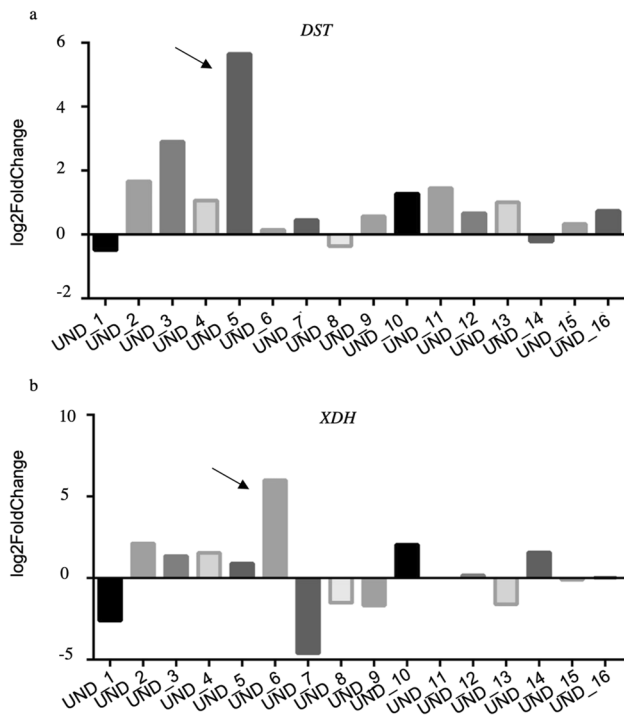 a
DST
log2FoldChange
6
4
2
0
-2
UND_1
UND_2
UND_3
UND_4
UND_5
UND_6
UND_7
UND_8
UND_9
UND_10
UND_11
UND_12
UND_13
UND_14
UND_15
UND_16
b
XDH
log2FoldChange
10
5
0
-5
UND_1
UND_2
UND_3
UND_4
UND_5
UND_6
UND_7
UND_8
UND_9
UND_10
UND_11
UND_12
UND_13
UND_14
UND_15
UND_16